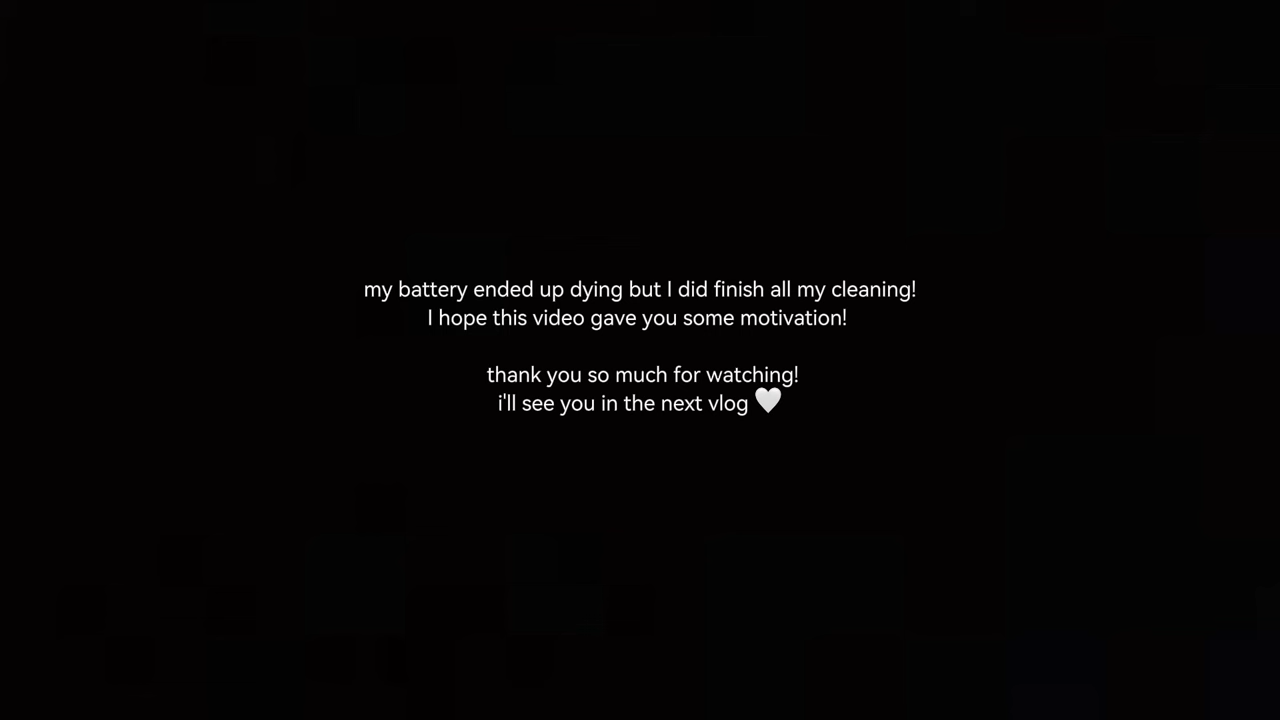 my battery ended up dying but I did finish all my cleaning!
I hope this video gave you some motivation!
thank you so much for watching!
i'll see you in the next vlog 🤍